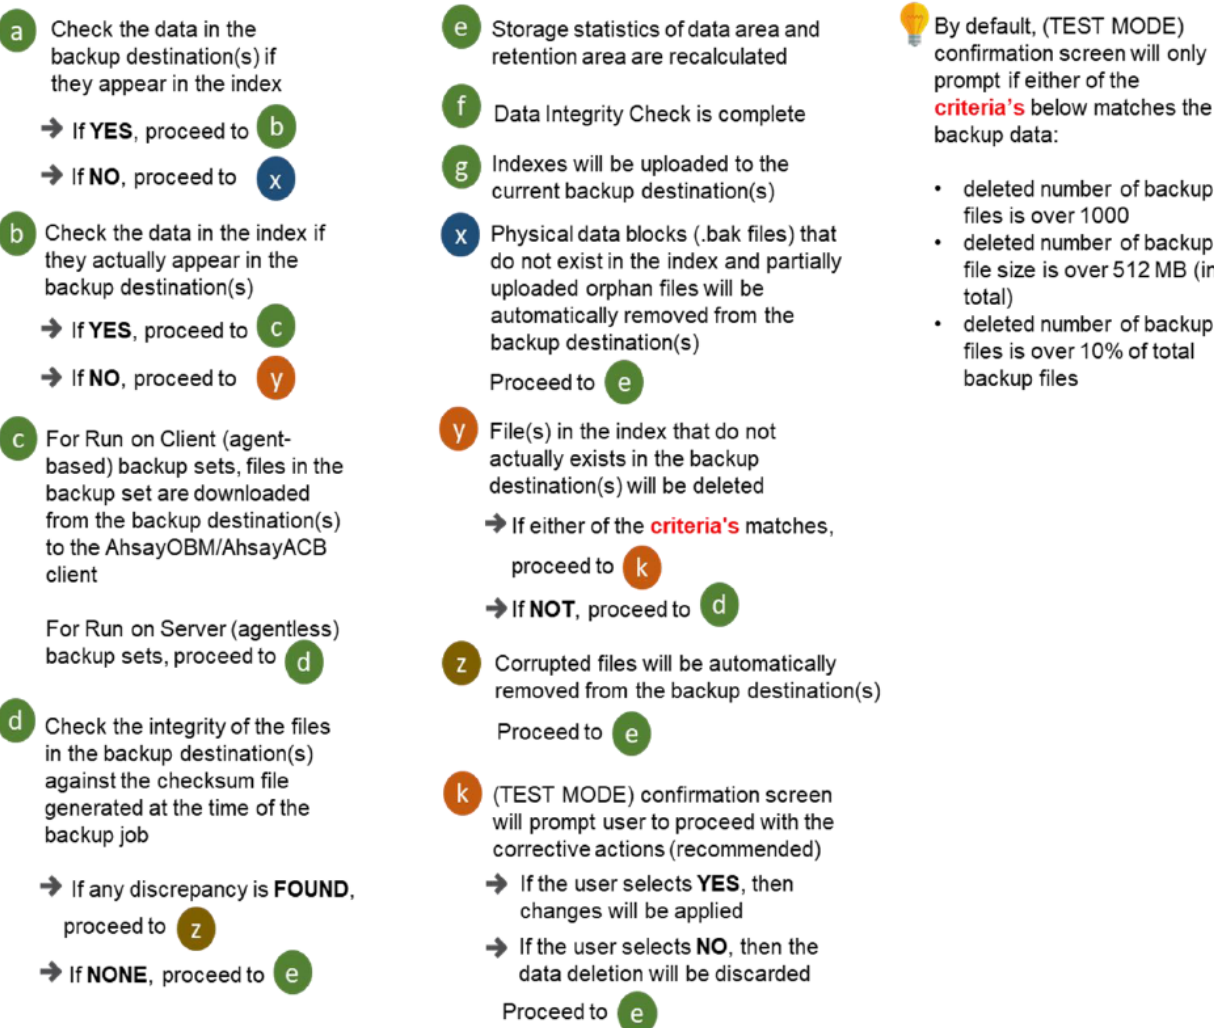 a Check the data in the
backup destination(s) if
they appear in the index
➔ If YES, proceed to b
➔ If NO, proceed to x
b Check the data in the index if
they actually appear in the
backup destination(s)
➔ If YES, proceed to c
➔ If NO, proceed to y
c For Run on Client (agent-
based) backup sets, files in the
backup set are downloaded
from the backup destination(s)
to the AhsayOBM/AhsayACB
client
For Run on Server (agentless)
backup sets, proceed to d
d Check the integrity of the files
in the backup destination(s)
against the checksum file
generated at the time of the
backup job
➔ If any discrepancy is FOUND,
proceed to z
➔ If NONE, proceed to e
e Storage statistics of data area and
retention area are recalculated
f Data Integrity Check is complete
g Indexes will be uploaded to the
current backup destination(s)
x Physical data blocks (.bak files) that
do not exist in the index and partially
uploaded orphan files will be
automatically removed from the
backup destination(s)
Proceed to e
y File(s) in the index that do not
actually exists in the backup
destination(s) will be deleted
➔ If either of the criteria's matches,
proceed to k
➔ If NOT, proceed to d
z Corrupted files will be automatically
removed from the backup destination(s)
Proceed to e
k (TEST MODE) confirmation screen
will prompt user to proceed with the
corrective actions (recommended)
➔ If the user selects YES, then
changes will be applied
➔ If the user selects NO, then the
data deletion will be discarded
Proceed to e
By default, (TEST MODE)
confirmation screen will only
prompt if either of the
criteria's below matches the
backup data:
• deleted number of backup
files is over 1000
• deleted number of backup
file size is over 512 MB (in
total)
• deleted number of backup
files is over 10% of total
backup files